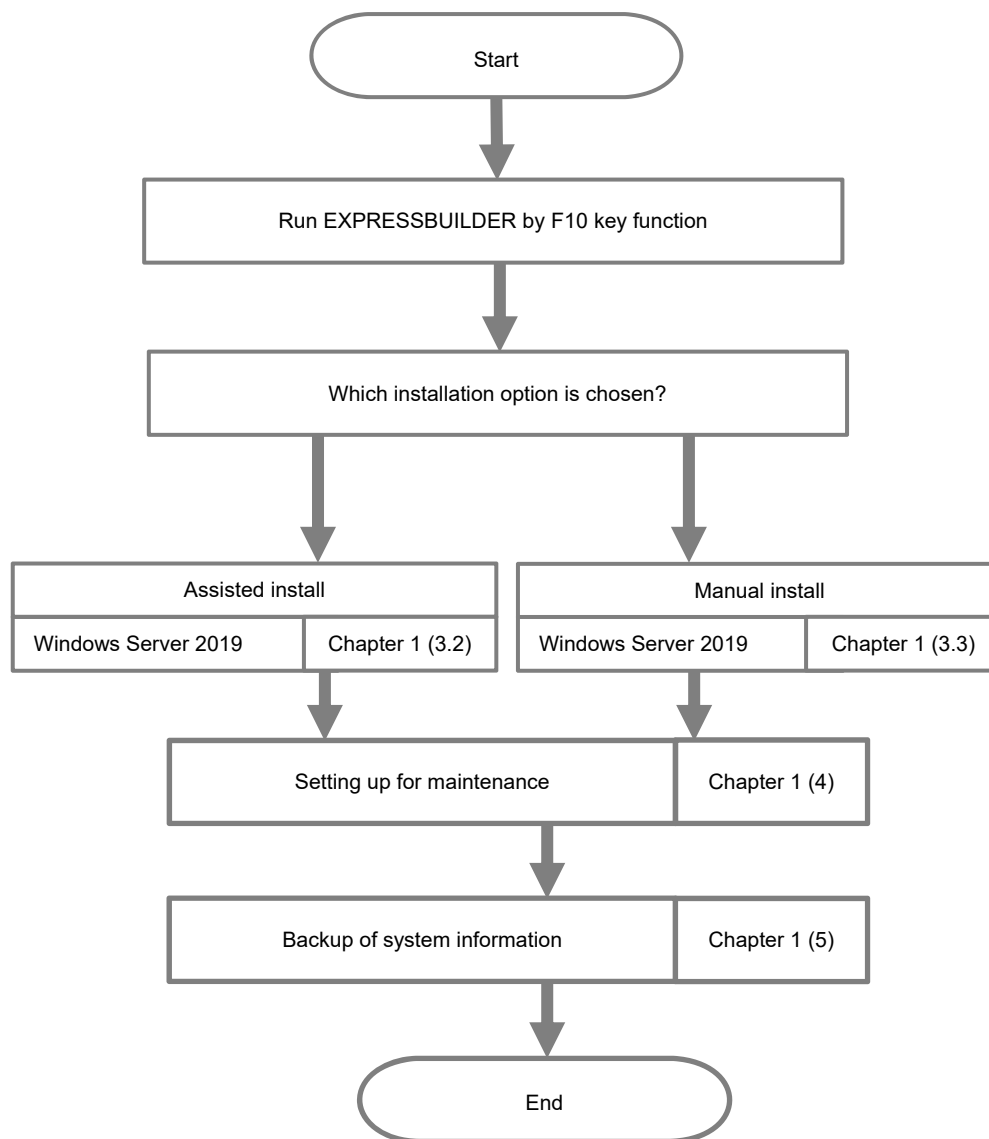 Start
Run EXPRESSBUILDER by F10 key function
Which installation option is chosen?
Assisted install
Windows Server 2019
Chapter 1 (3.2)
Manual install
Windows Server 2019
Chapter 1 (3.3)
Setting up for maintenance
Chapter 1 (4)
Backup of system information
Chapter 1 (5)
End